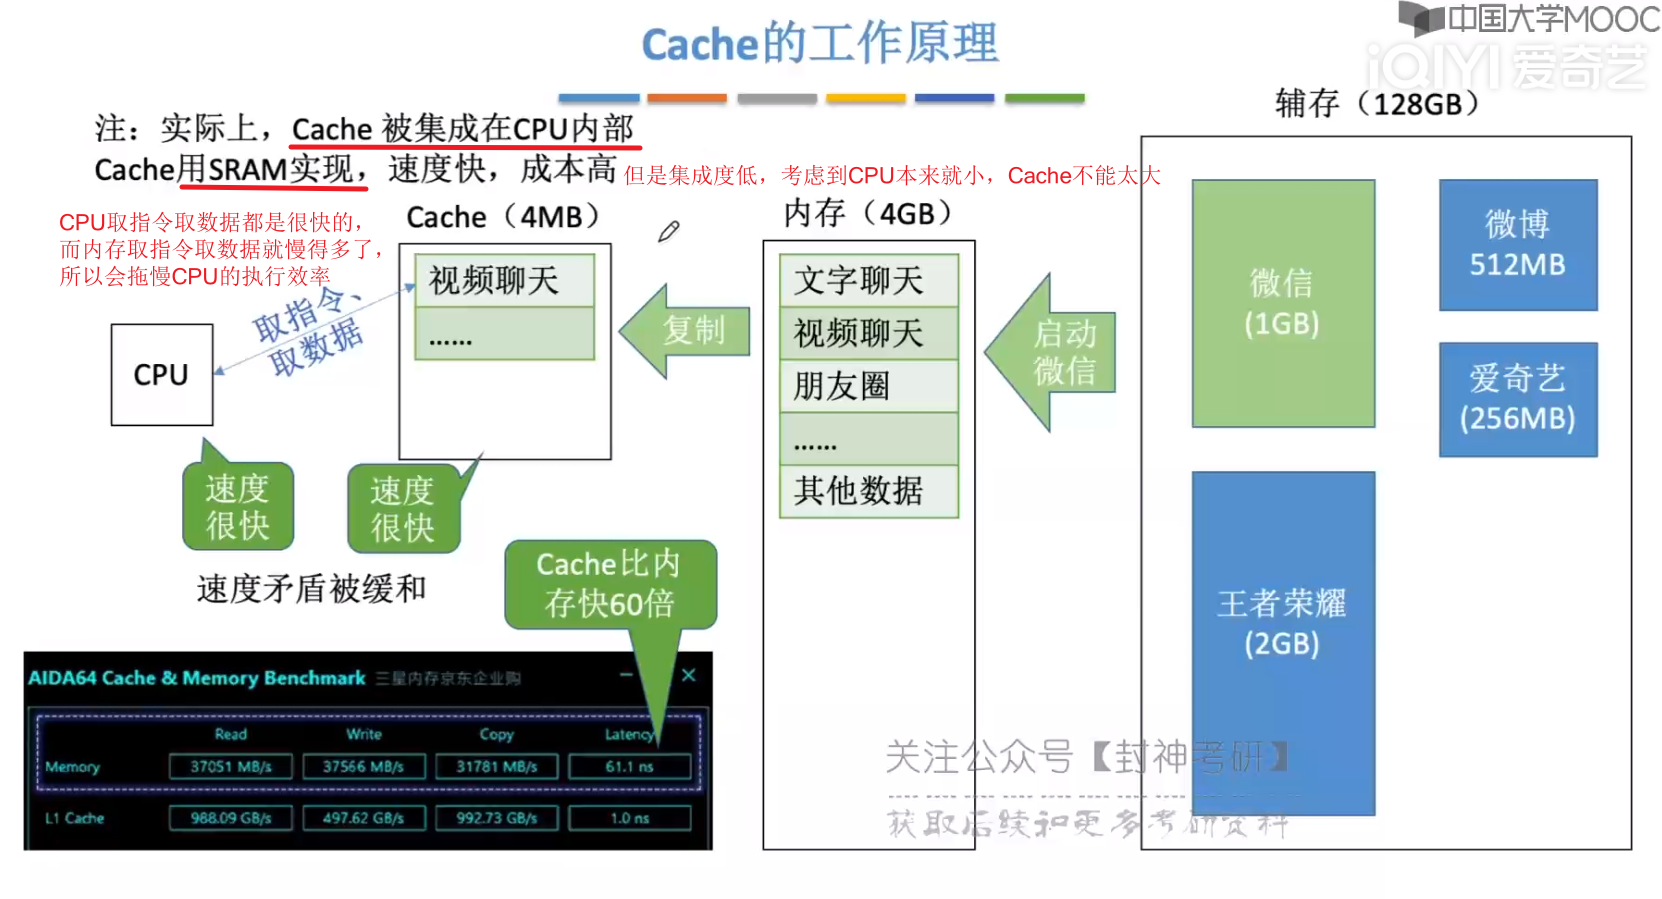 中国大学MOOC
iQIYI 爱奇艺
Cache的工作原理
注：实际上，Cache 被集成在CPU内部
Cache用SRAM实现，速度快，成本高
但是集成度低，考虑到CPU本来就小，Cache不能太大
CPU取指令取数据都是很快的，
而内存取指令取数据就慢得多了，
所以会拖慢CPU的执行效率
取指令、
取数据
CPU
速度
很快
Cache（4MB）
视频聊天
……
速度
很快
速度矛盾被缓和
复制
内存（4GB）
文字聊天
视频聊天
朋友圈
……
其他数据
启动
微信
辅存（128GB）
微信
(1GB)
微博
512MB
爱奇艺
(256MB)
王者荣耀
(2GB)
Cache比内
存快60倍
AIDA64 Cache & Memory Benchmark 三星内存京东企业购
Read Write Copy Latency
Memory 37051 MB/s 37566 MB/s 31781 MB/s 61.1 ns
L1 Cache 988.09 GB/s 497.62 GB/s 992.73 GB/s 1.0 ns
关注公众号【封神考研】
获取后续和更多考研资料